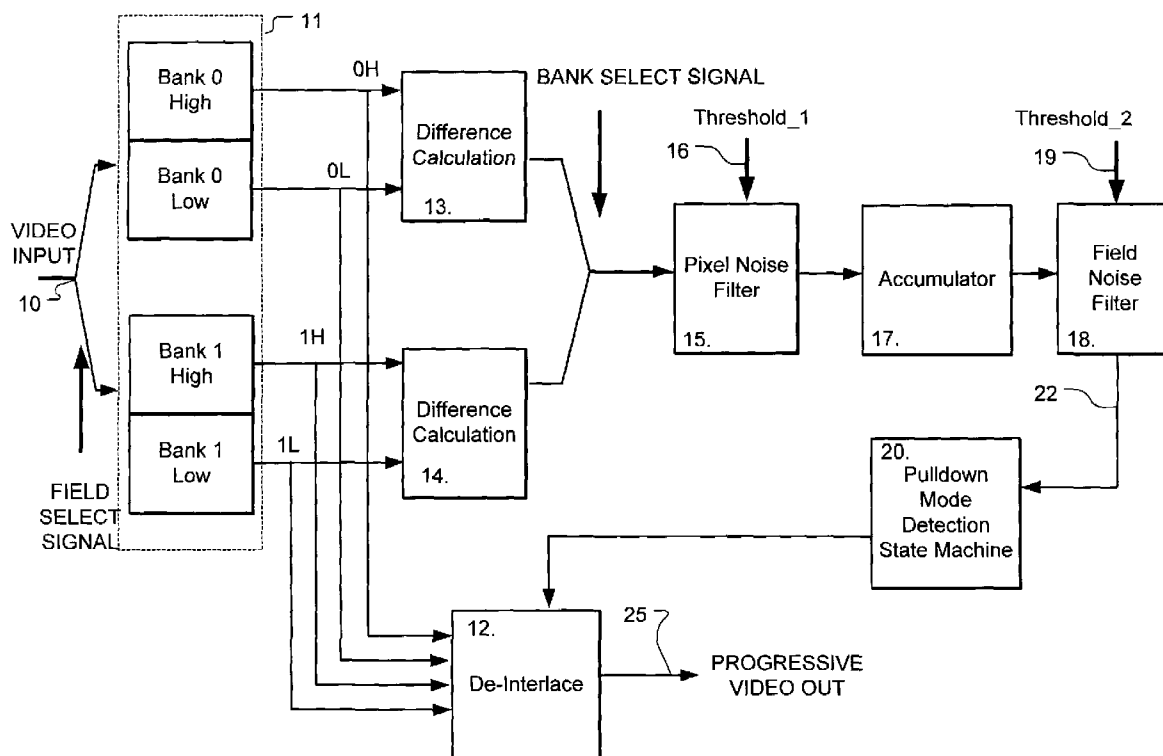 11
Bank 0
High
Bank 0
Low
0H
0L
Difference
Calculation
13.
BANK SELECT SIGNAL
Threshold_1
16
Threshold_2
19
VIDEO
INPUT
10
Pixel Noise
Filter
15.
Accumulator
17.
Field
Noise
Filter
18.
Bank 1
High
Bank 1
Low
1H
1L
Difference
Calculation
14.
22
FIELD
SELECT
SIGNAL
20.
Pulldown
Mode
Detection
State Machine
12.
De-Interlace
25
PROGRESSIVE
VIDEO OUT